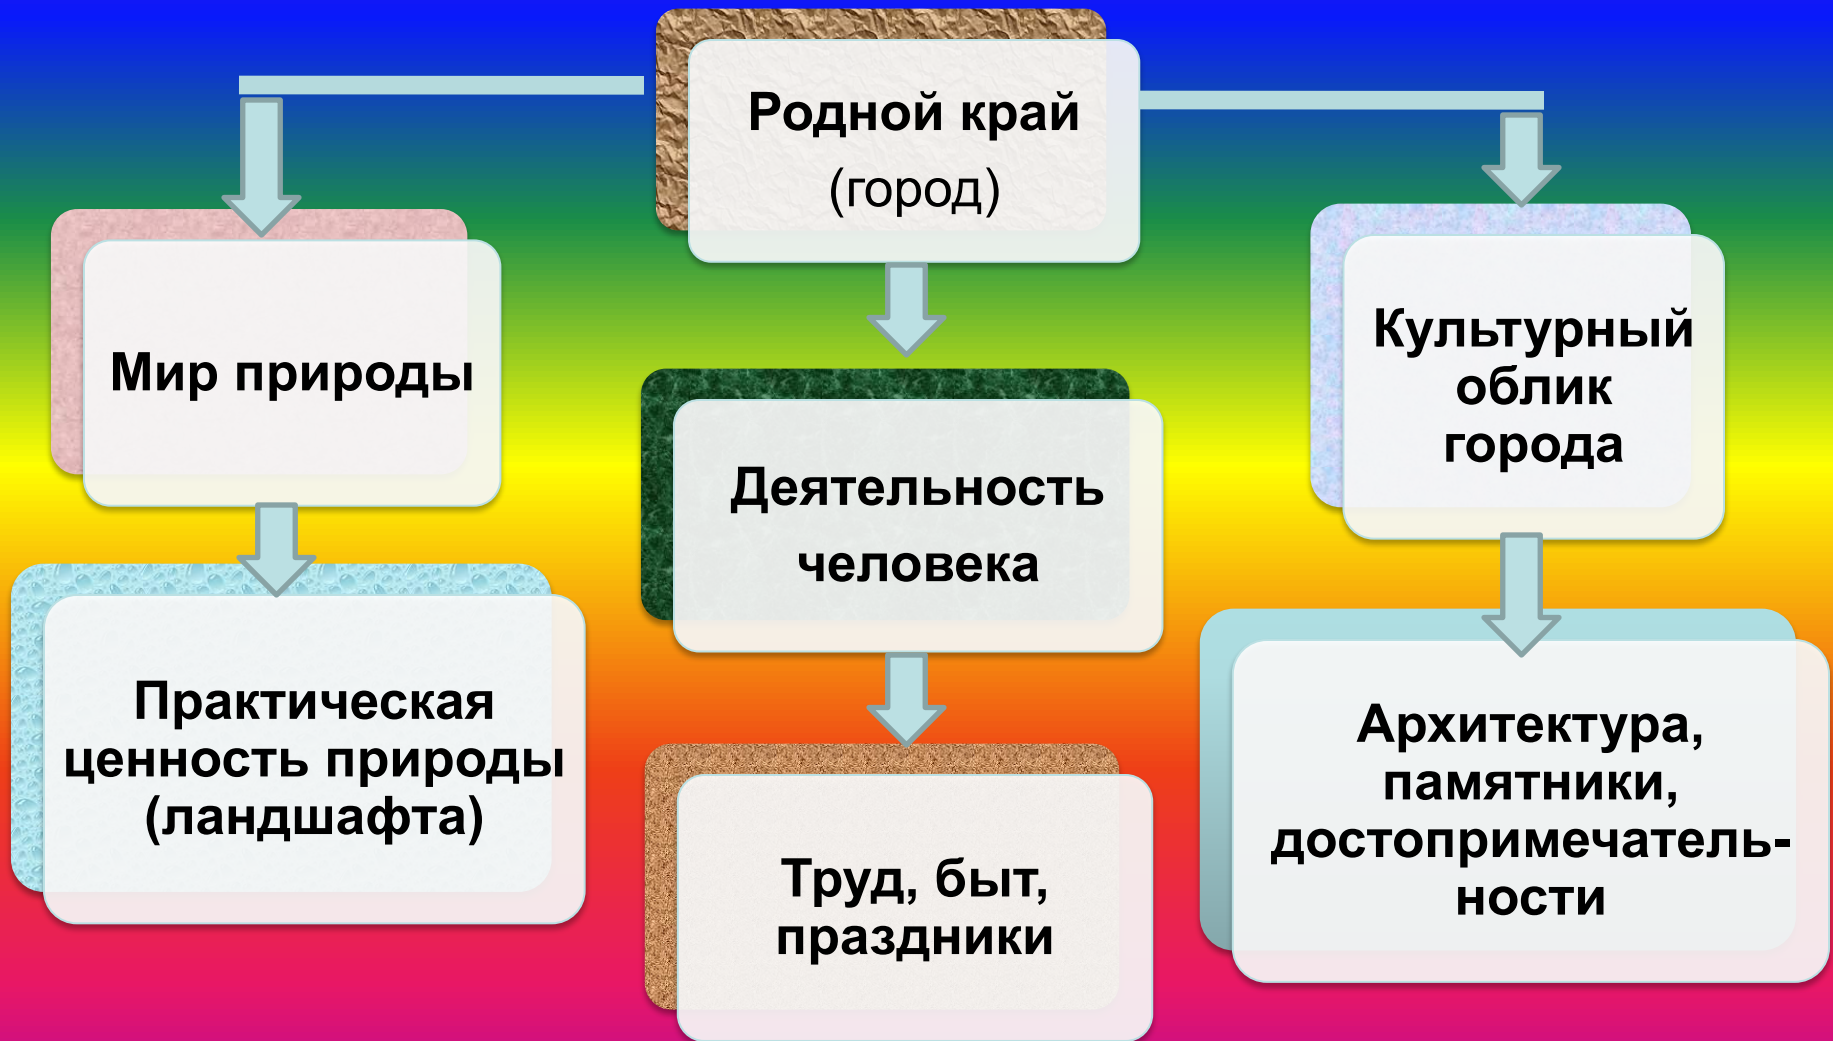 Родной край
(город)
Мир природы
Практическая
ценность природы
(ландшафта)
Деятельность
человека
Труд, быт,
праздники
Культурный
облик
города
Архитектура,
памятники,
достопримечатель-
ности